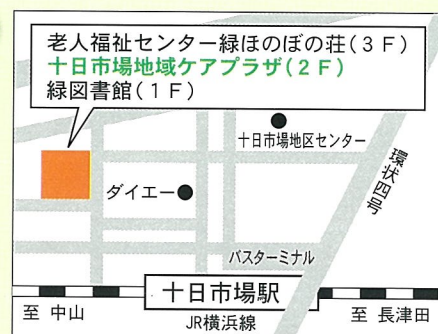 老人福祉センター緑ほのぼの荘(3F)
十日市場地域ケアプラザ(2F)
緑図書館(1F)
十日市場地区センター
環状四号
ダイエー
バスターミナル
十日市場駅
至 中山
JR横浜線
至 長津田